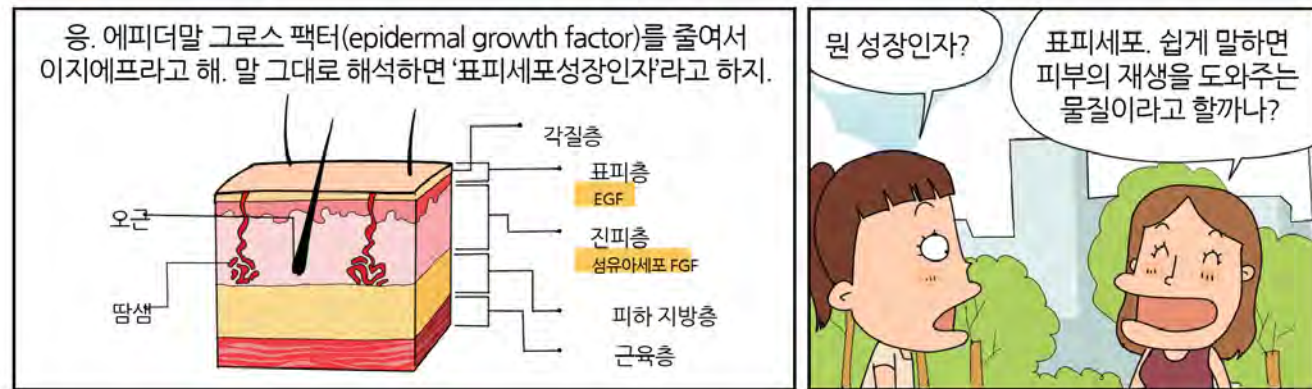 응. 에피더말 그로스 팩터(epidermal growth factor)를 줄여서
이지에프라고 해. 말 그대로 해석하면 ‘표피세포성장인자’라고 하지.
각질층
표피층
EGF
오근
진피층
섬유아세포 FGF
땀샘
피하 지방층
근육층
뭔 성장인자?
표피세포. 쉽게 말하면
피부의 재생을 도와주는
물질이라고 할까나?